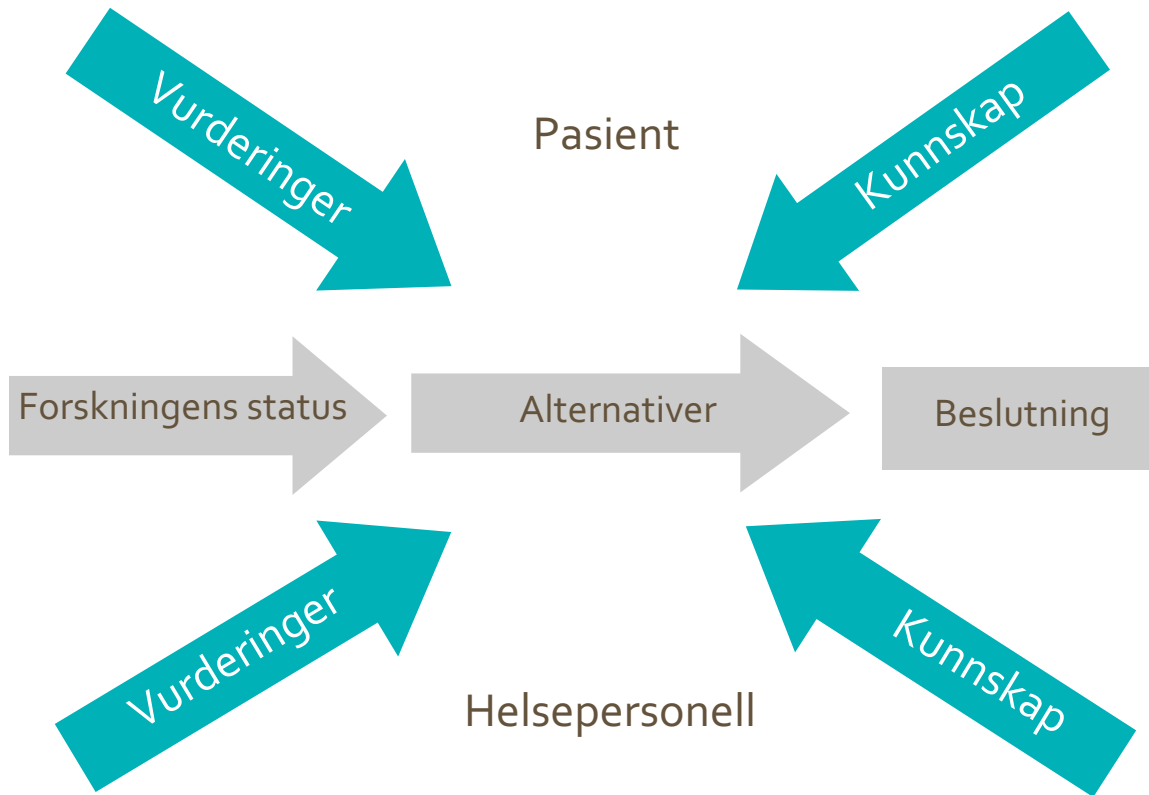 Vurderinger
Pasient
Kunnskap
Forskningens status
Alternativer
Beslutning
Vurderinger
Helsepersonell
Kunnskap